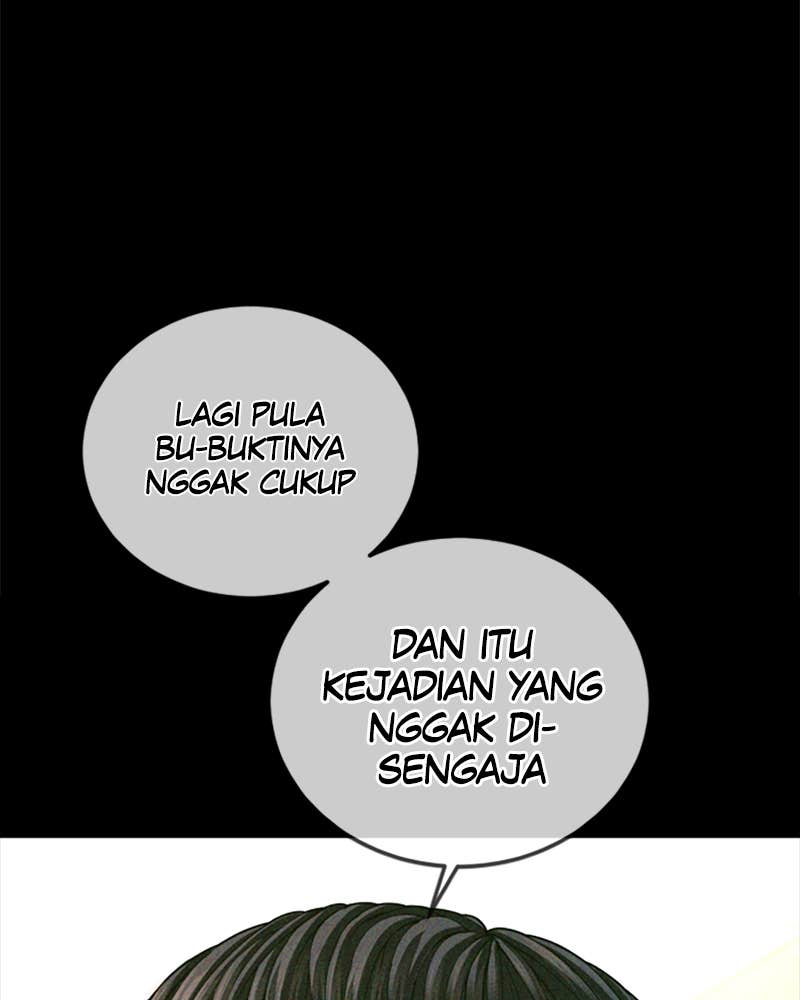 LAGI PULA
BU-BUKTINYA
NGGAK CUKUP
DAN ITU
KEJADIAN YANG
NGGAK DI-
SENGAJA